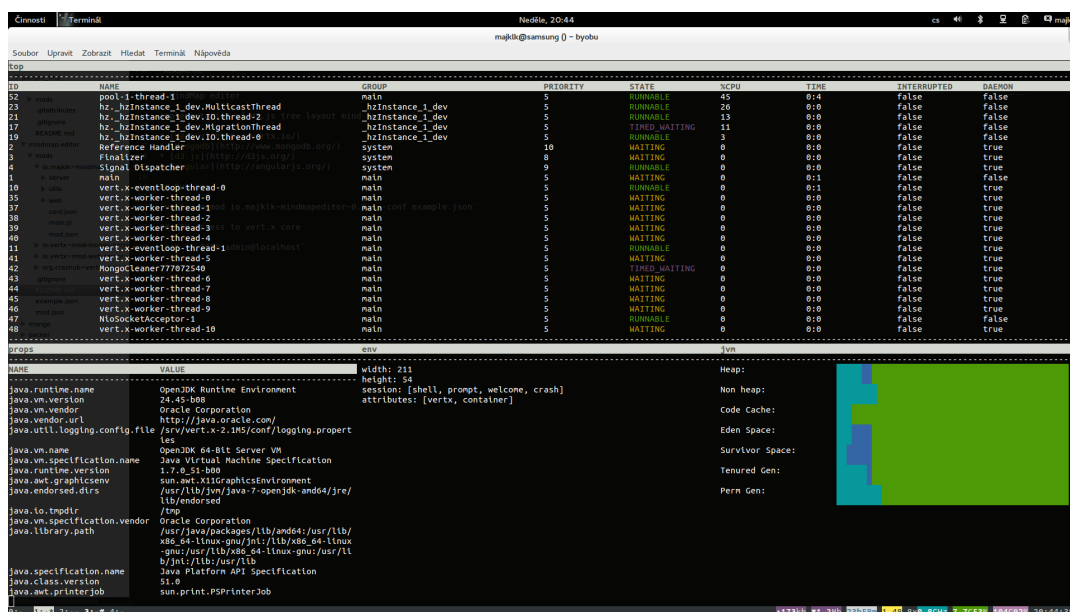 Činnosti Terminál Neděle, 20:44 cs
majklk@samsung () - byobu
Soubor Upravit Zobrazit Hledat Terminál Nápověda
top
ID NAME GROUP PRIORITY STATE %CPU TIME INTERRUPTED DAEMON
52 pool-1-thread-1 main 5 RUNNABLE 45 0:4 false false
23 hz._hzInstance_1_dev.MulticastThread _hzInstance_1_dev 5 RUNNABLE 26 0:0 false false
21 hz._hzInstance_1_dev.IO.thread-2 _hzInstance_1_dev 5 RUNNABLE 13 0:0 false false
17 hz._hzInstance_1_dev.MigrationThread _hzInstance_1_dev 5 TIMED_WAITING 11 0:0 false false
19 hz._hzInstance_1_dev.IO.thread-0 _hzInstance_1_dev 5 RUNNABLE 3 0:0 false false
2 Reference Handler system 10 WAITING 0 0:0 false true
3 Finalizer system 8 WAITING 0 0:0 false true
4 Signal Dispatcher system 9 RUNNABLE 0 0:0 false true
1 main main 5 WAITING 0 0:1 false false
10 vert.x-eventloop-thread-0 main 5 RUNNABLE 0 0:1 false true
35 vert.x-worker-thread-0 main 5 WAITING 0 0:0 false true
37 vert.x-worker-thread-1 main 5 WAITING 0 0:0 false true
38 vert.x-worker-thread-2 main 5 WAITING 0 0:0 false true
39 vert.x-worker-thread-3 main 5 WAITING 0 0:0 false true
40 vert.x-worker-thread-4 main 5 WAITING 0 0:0 false true
11 vert.x-eventloop-thread-1 main 5 RUNNABLE 0 0:0 false true
41 vert.x-worker-thread-5 main 5 WAITING 0 0:0 false true
42 MongoCleaner777072540 main 5 TIMED_WAITING 0 0:0 false true
43 vert.x-worker-thread-6 main 5 WAITING 0 0:0 false true
44 vert.x-worker-thread-7 main 5 WAITING 0 0:0 false true
45 vert.x-worker-thread-8 main 5 WAITING 0 0:0 false true
46 vert.x-worker-thread-9 main 5 WAITING 0 0:0 false true
47 NioSocketAcceptor-1 main 5 RUNNABLE 0 0:0 false false
48 vert.x-worker-thread-10 main 5 WAITING 0 0:0 false true
props env jvm
NAME VALUE
java.runtime.name OpenJDK Runtime Environment
java.vm.version 24.45-b08
java.vm.vendor Oracle Corporation
java.vendor.url http://java.oracle.com/
java.util.logging.config.file /srv/vert.x-2.1M5/conf/logging.propert
ies
java.vm.name OpenJDK 64-Bit Server VM
java.vm.specification.name Java Virtual Machine Specification
java.runtime.version 1.7.0_51-b00
java.awt.graphicsenv sun.awt.X11GraphicsEnvironment
java.endorsed.dirs /usr/lib/jvm/java-7-openjdk-amd64/jre/
lib/endorsed
java.io.tmpdir /tmp
java.vm.specification.vendor Oracle Corporation
java.library.path /usr/java/packages/lib/amd64:/usr/lib/
x86_64-linux-gnu/jni:/lib/x86_64-linux
-gnu:/usr/lib/x86_64-linux-gnu:/usr/li
b/jni:/lib:/usr/lib
java.specification.name Java Platform API Specification
java.class.version 51.0
java.awt.printerjob sun.print.PSPrinterJob
width: 211
height: 54
session: [shell, prompt, welcome, crash]
attributes: [vertx, container]
Heap:
Non heap:
Code Cache:
Eden Space:
Survivor Space:
Tenured Gen:
Perm Gen: